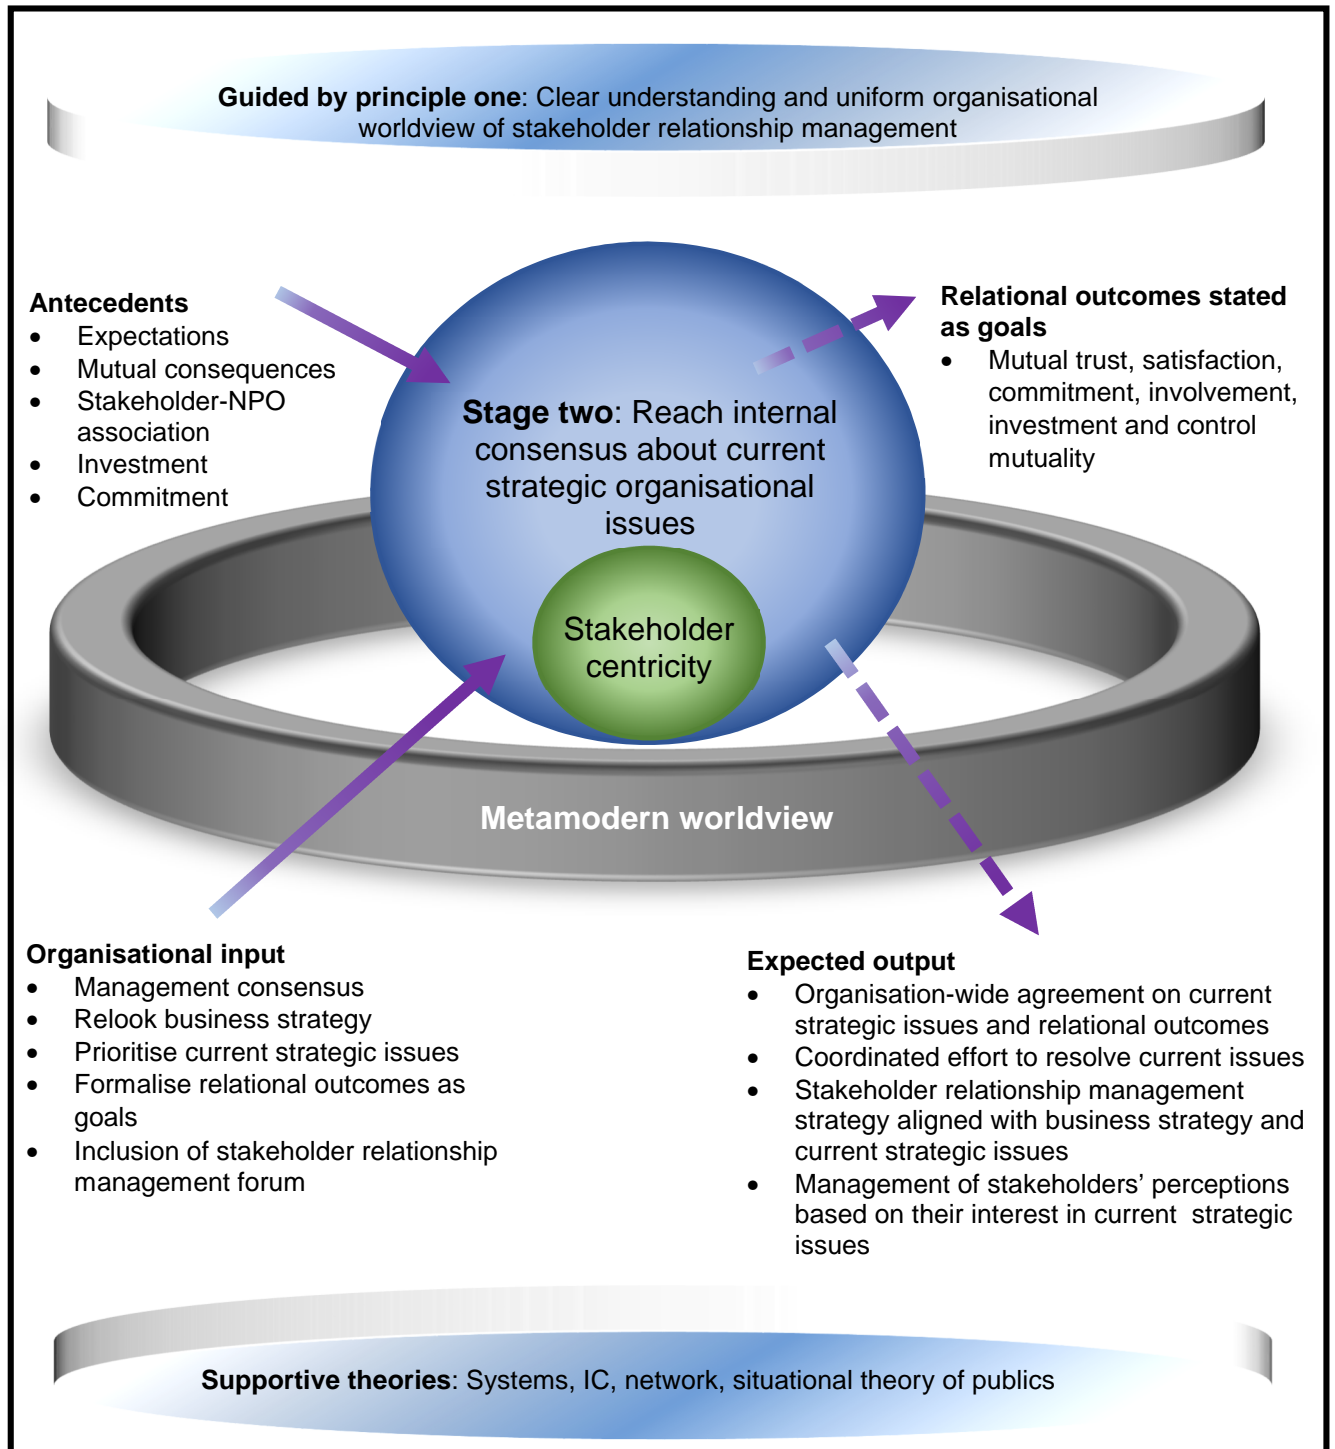 Guided by principle one: Clear understanding and uniform organisational
worldview of stakeholder relationship management
Antecedents
• Expectations
• Mutual consequences
• Stakeholder-NPO
association
• Investment
• Commitment
Stage two: Reach internal
consensus about current
strategic organisational
issues
Stakeholder
centricity
Relational outcomes stated
as goals
• Mutual trust, satisfaction,
commitment, involvement,
investment and control
mutuality
Metamodern worldview
Organisational input
• Management consensus
• Relook business strategy
• Prioritise current strategic issues
• Formalise relational outcomes as
goals
• Inclusion of stakeholder relationship
management forum
Expected output
• Organisation-wide agreement on current
strategic issues and relational outcomes
• Coordinated effort to resolve current issues
• Stakeholder relationship management
strategy aligned with business strategy and
current strategic issues
• Management of stakeholders’ perceptions
based on their interest in current strategic
issues
Supportive theories: Systems, IC, network, situational theory of publics